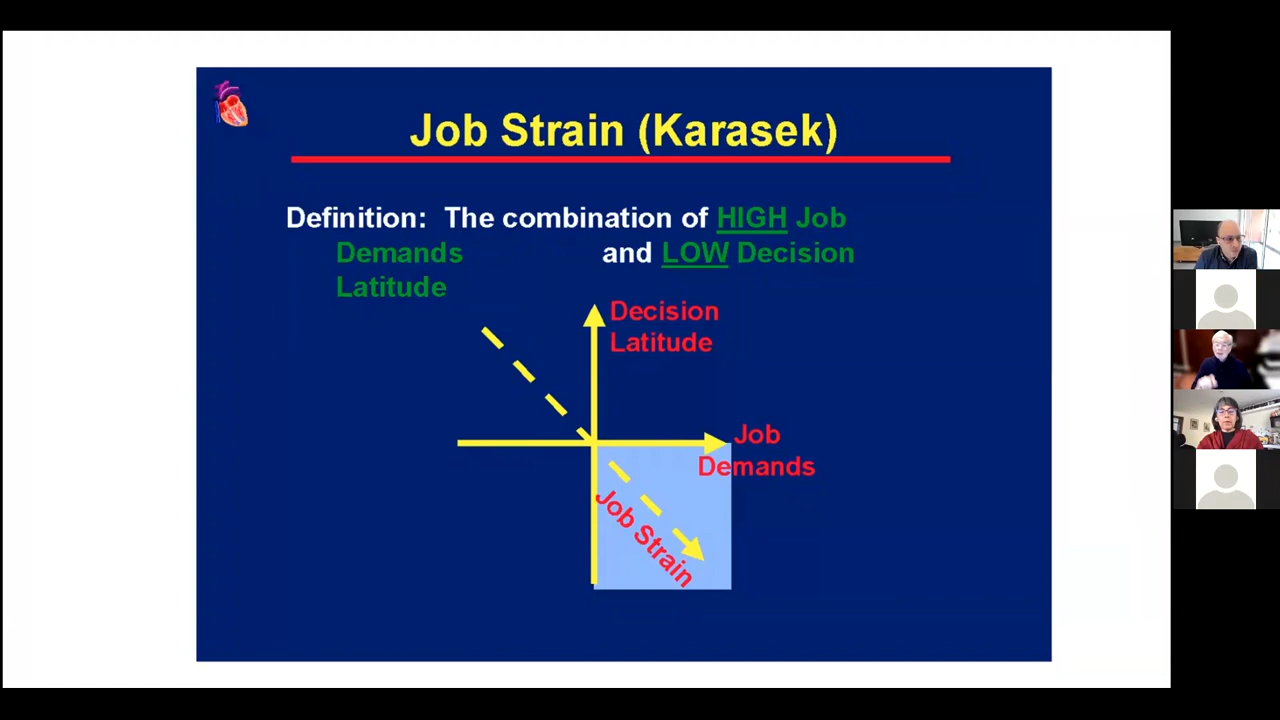 Job Strain (Karasek)
Definition: The combination of HIGH Job
Demands and LOW Decision
Latitude
Decision
Latitude
Job
Demands
Job Strain